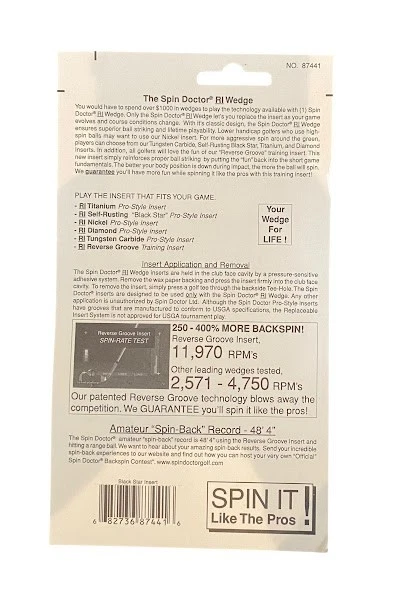 NO. 87441
The Spin Doctor® RI Wedge
You would have to spend over $1000 in wedges to play the technology available with (1) Spin
Doctor® RI Wedge. Only the Spin Doctor® RI Wedge let's you replace the insert as your game
evolves and course conditions change. With it's classic design, the Spin Doctor® RI Wedge
ensures superior ball striking and lifetime playability. Lower handicap golfers who use high-
spin balls may want to use our Nickel Insert. For more aggressive spin around the green,
players can choose from our Tungsten Carbide, Self-Rusting Black Star, Titanium, and Diamond
Inserts. In addition, all golfers will love the fun of our "Reverse Groove" training Insert. This
new insert simply reinforces proper ball striking by putting the "fun" back into the short game
fundamentals. The better your body position is down during impact, the more the ball will spin.
We guarantee you'll have more fun while spinning it like the pros with this training insert!
PLAY THE INSERT THAT FITS YOUR GAME.
- RI Titanium Pro-Style Insert
- RI Self-Rusting "Black Star" Pro-Style Insert
- RI Nickel Pro-Style Insert
- RI Diamond Pro-Style Insert
- RI Tungsten Carbide Pro-Style Insert
- RI Reverse Groove Training Insert
Your
Wedge
For
LIFE !
Insert Application and Removal
The Spin Doctor® RI Wedge Inserts are held in the club face cavity by a pressure-sensitive
adhesive system. Remove the wax paper backing and press the insert firmly into the club face
cavity. To remove the insert, simply press a golf tee through the backside Tee-Hole. The Spin
Doctor® Inserts are designed to be used only with the Spin Doctor® RI Wedge. Any other
application is unauthorized by Spin Doctor Ltd. Although the Spin Doctor Pro-Style Inserts
have grooves that are manufactured to conform to USGA specifications, the Replaceable
Insert System is not approved for USGA tournament play.
Reverse Groove Insert
SPIN-RATE TEST
250 - 400% MORE BACKSPIN!
Reverse Groove Insert,
11,970 RPM's
Other leading wedges tested,
2,571 - 4,750 RPM's
Our patented Reverse Groove technology blows away the
competition. We GUARANTEE you'll spin it like the pros!
Amateur "Spin-Back" Record - 48' 4"
The Spin Doctor® amateur "spin-back" record is 48' 4" using the Reverse Groove Insert and
hitting a range ball. We want to hear about your amazing spin-back results. Send your incredible
spin-back experiences to our website and find out how you can host your very own "Official"
Spin Doctor® Backspin Contest". www.spindoctorgolf.com
Black Star Insert
6 82736 87441 6
SPIN IT!
Like The Pros